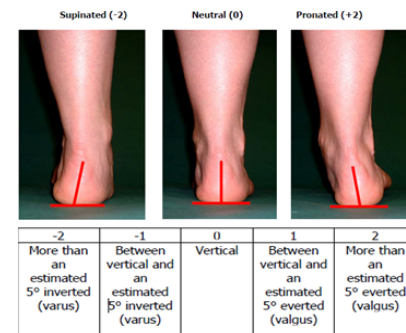 Supinated (-2) Neutral (0) Pronated (+2)
-2 -1 0 1 2
More than
an
estimated
5° inverted
(varus)
Between
vertical and
an
estimated
5° inverted
(varus)
Vertical
Between
vertical and
an
estimated
5° everted
(valgus)
More than
an
estimated
5° everted
(valgus)